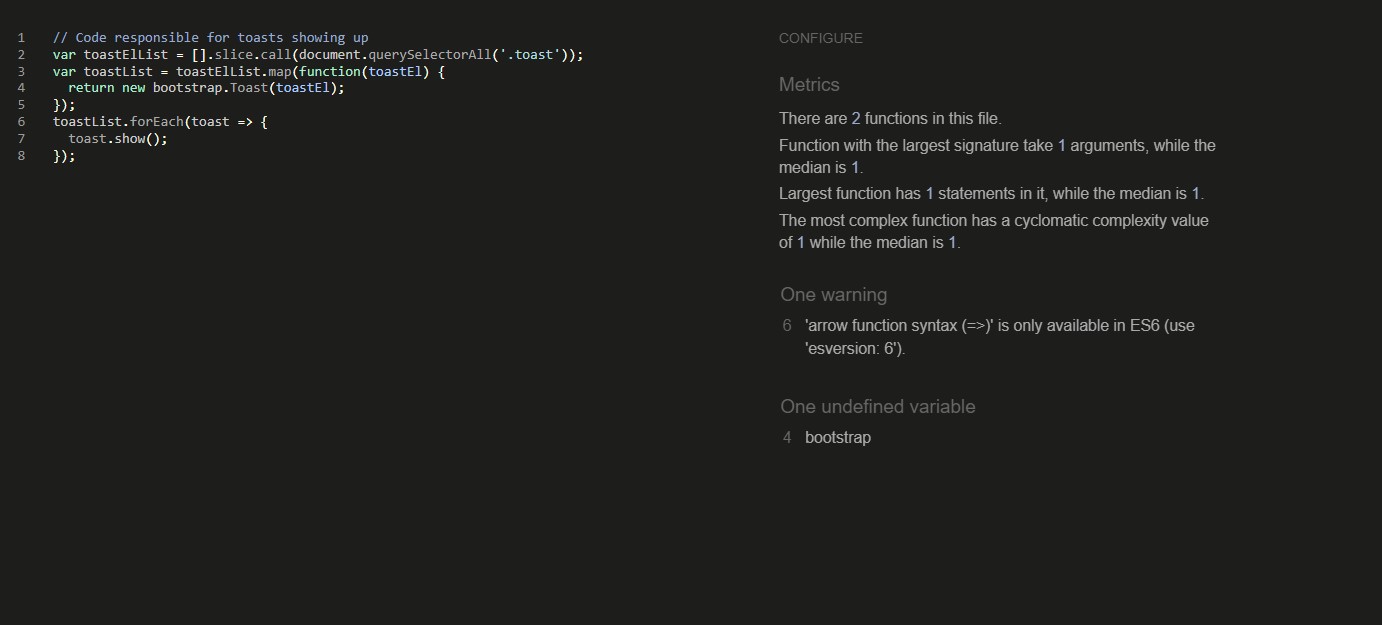 1 // Code responsible for toasts showing up
2 var toastElList = [].slice.call(document.querySelectorAll('.toast'));
3 var toastList = toastElList.map(function(toastEl) {
4   return new bootstrap.Toast(toastEl);
5 });
6 toastList.forEach(toast => {
7   toast.show();
8 });
CONFIGURE
Metrics
There are 2 functions in this file.
Function with the largest signature take 1 arguments, while the
median is 1.
Largest function has 1 statements in it, while the median is 1.
The most complex function has a cyclomatic complexity value
of 1 while the median is 1.
One warning
6 'arrow function syntax (=>)' is only available in ES6 (use
'esversion: 6').
One undefined variable
4 bootstrap